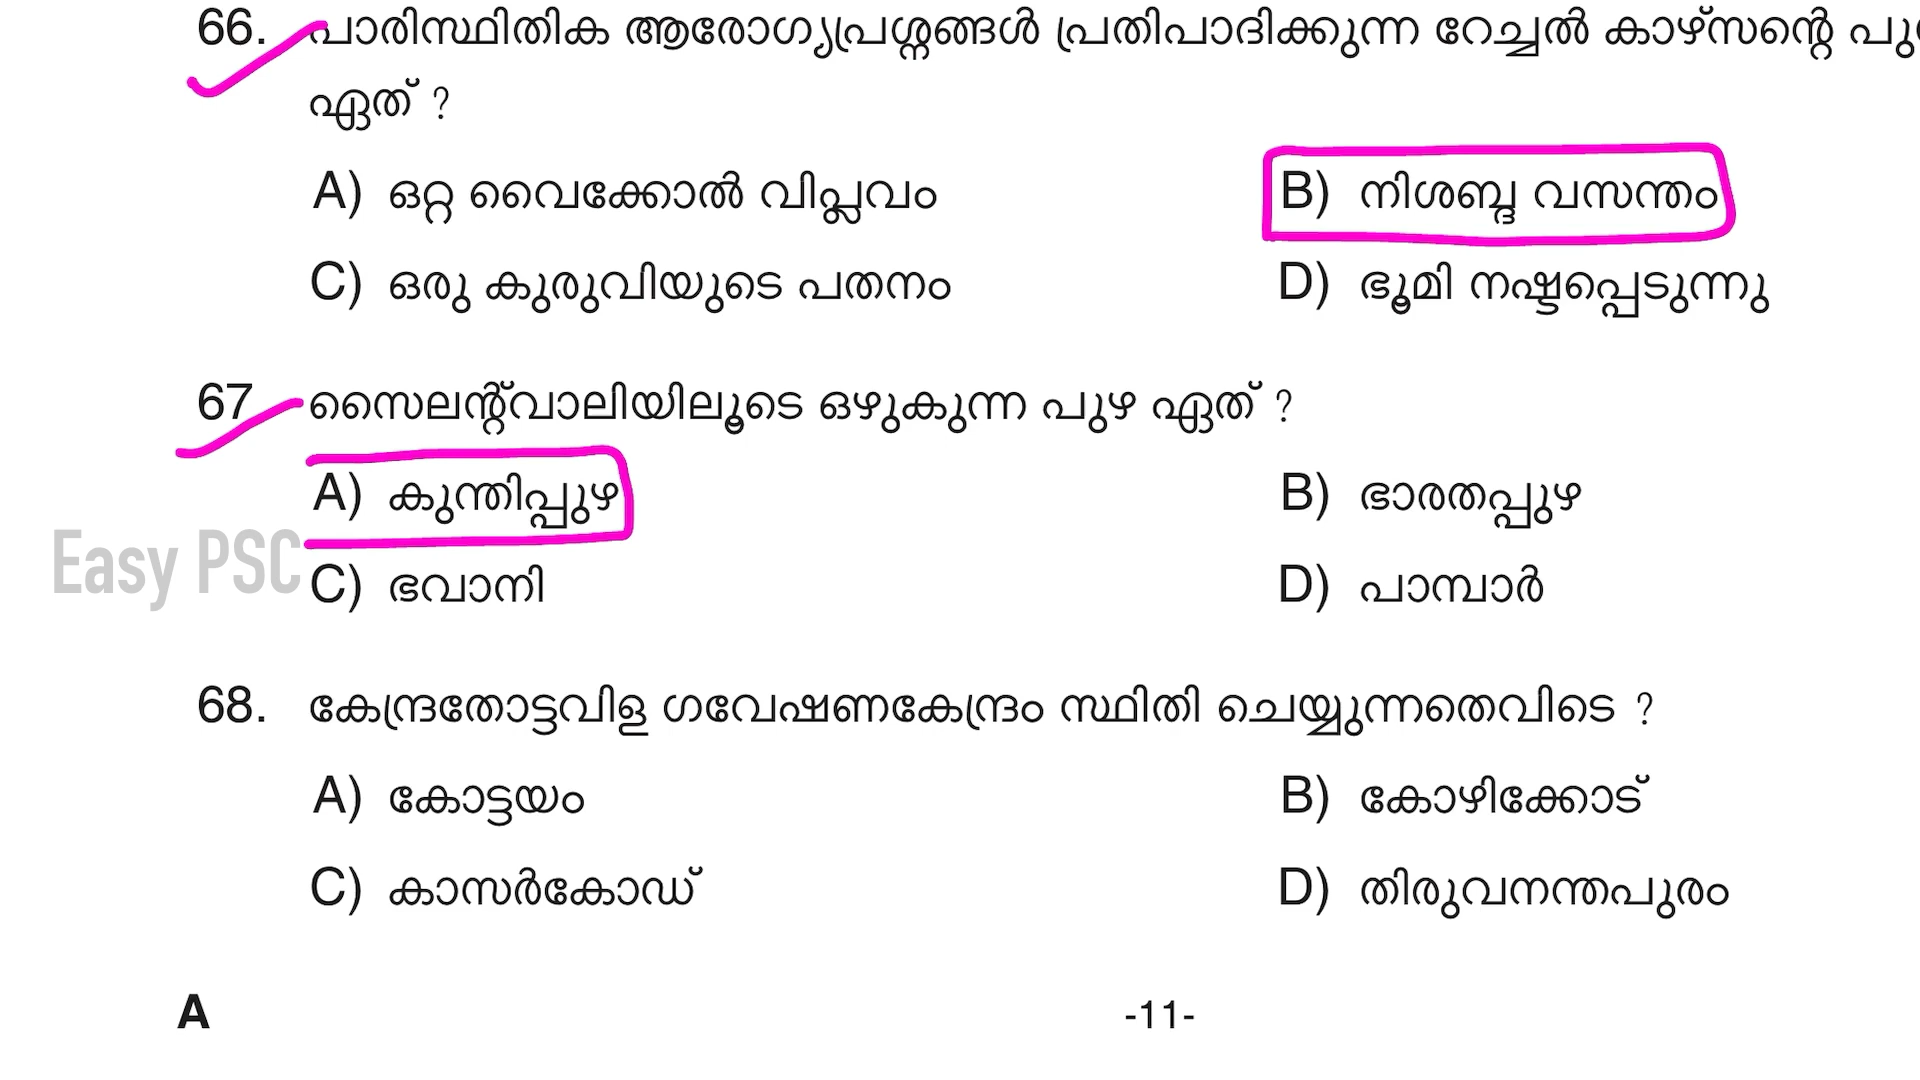 66. പാരിസ്ഥിതിക ആരോഗ്യപ്രശ്നങ്ങൾ പ്രതിപാദിക്കുന്ന റേച്ചൽ കാഴ്സന്റെ
ഏത് ?
A) ഒറ്റ വൈക്കോൽ വിപ്ലവം B) നിശബ്ദ വസന്തം
C) ഒരു കുരുവിയുടെ പതനം D) ഭൂമി നഷ്ടപ്പെടുന്നു
67 സൈലന്റ്‌വാലിയിലൂടെ ഒഴുകുന്ന പുഴ ഏത് ?
A) കുന്തിപ്പുഴ B) ഭാരതപ്പുഴ
Easy PSC
C) ഭവാനി D) പാമ്പാർ
68. കേന്ദ്രതോട്ടവിള ഗവേഷണകേന്ദ്രം സ്ഥിതി ചെയ്യുന്നതെവിടെ ?
A) കോട്ടയം B) കോഴിക്കോട്
C) കാസർകോഡ് D) തിരുവനന്തപുരം
A -11-